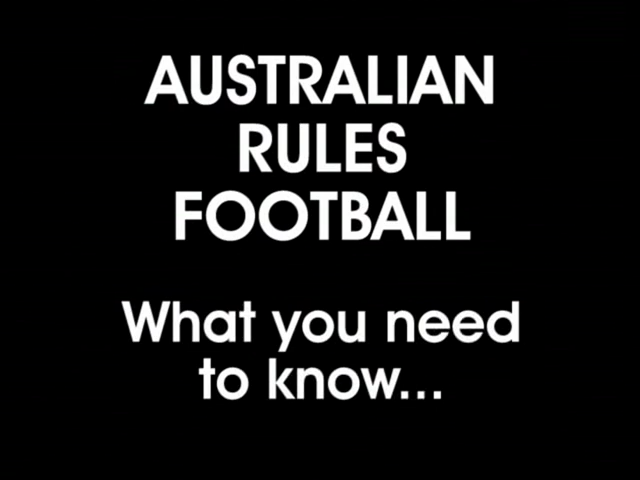 AUSTRALIAN
RULES
FOOTBALL
What you need
to know...